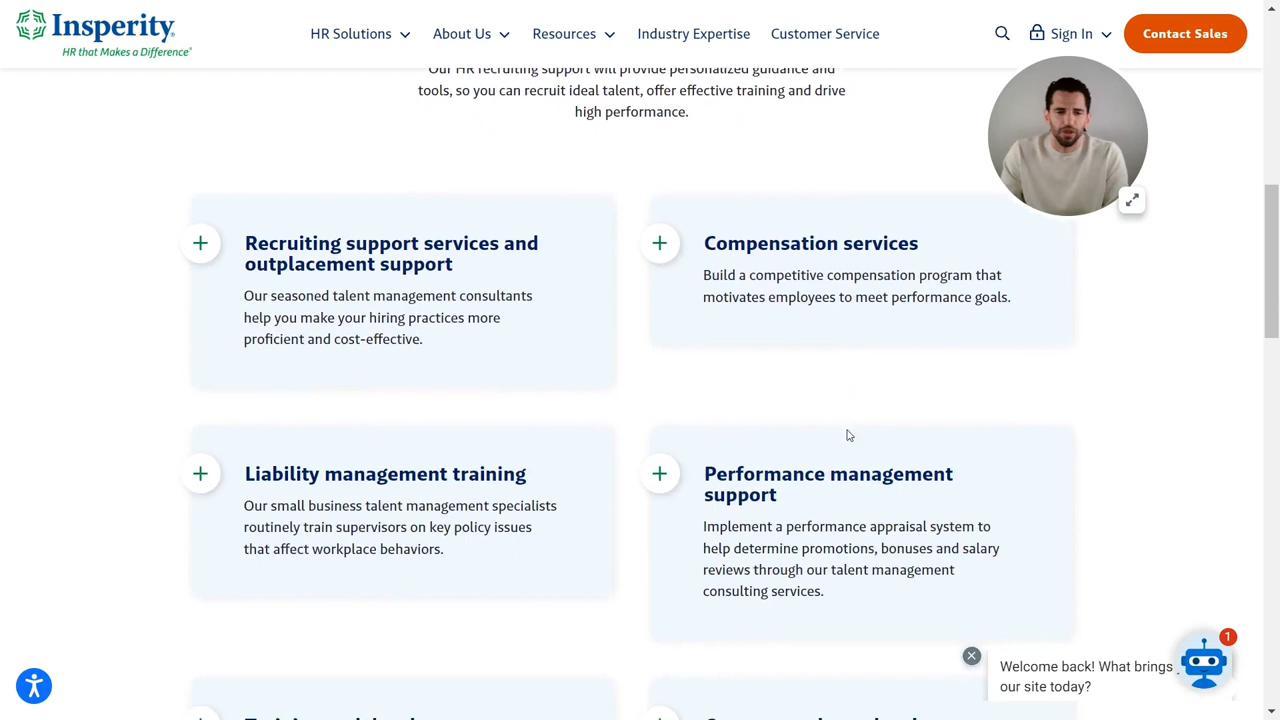 Insperity
HR that Makes a Difference®
HR Solutions
About Us
Resources
Industry Expertise
Customer Service
Sign In
Contact Sales
Our HR recruiting support will provide personalized guidance and
tools, so you can recruit ideal talent, offer effective training and drive
high performance.
Recruiting support services and
outplacement support
Our seasoned talent management consultants
help you make your hiring practices more
proficient and cost-effective.
Compensation services
Build a competitive compensation program that
motivates employees to meet performance goals.
Liability management training
Our small business talent management specialists
routinely train supervisors on key policy issues
that affect workplace behaviors.
Performance management
support
Implement a performance appraisal system to
help determine promotions, bonuses and salary
reviews through our talent management
consulting services.
1
Welcome back! What brings
our site today?